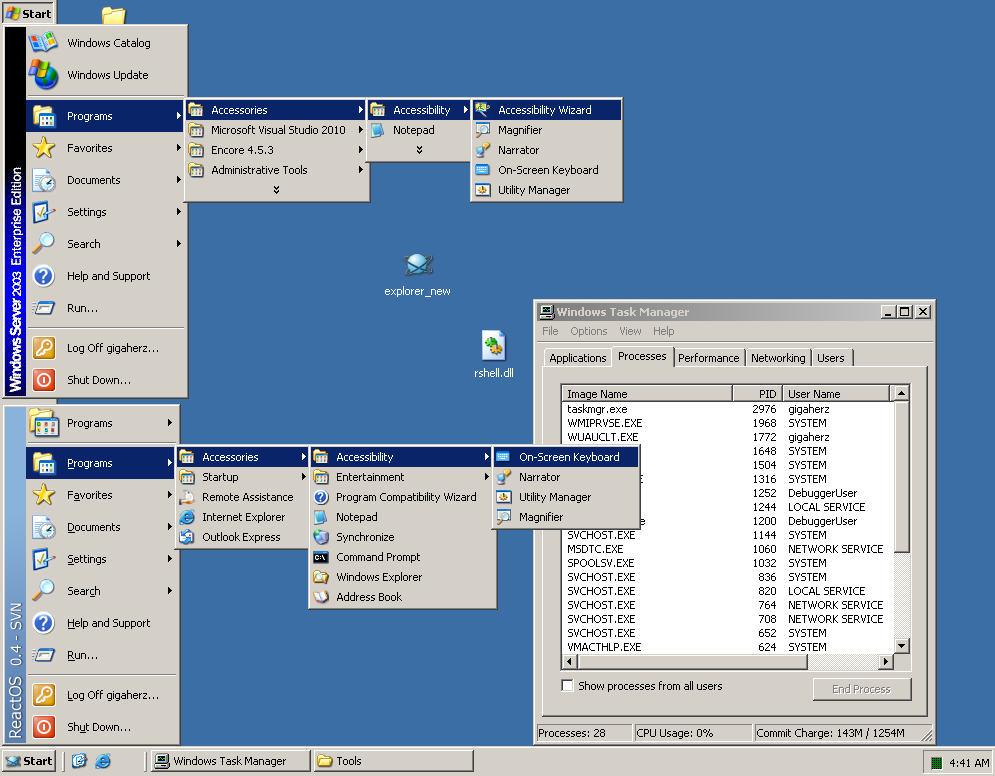 Start
Windows Catalog
Windows Update
Programs
Favorites
Documents
Settings
Search
Help and Support
Run...
Log Off gigaherz...
Shut Down...
Windows Server 2003 Enterprise Edition
Accessories
Microsoft Visual Studio 2010
Encore 4.5.3
Administrative Tools
Accessibility
Notepad
Accessibility Wizard
Magnifier
Narrator
On-Screen Keyboard
Utility Manager
explorer_new
rshell.dll
Programs
Programs
Favorites
Documents
Settings
Search
Help and Support
Run...
Log Off gigaherz...
Shut Down...
ReactOS 0.4 - SVN
Accessories
Startup
Remote Assistance
Internet Explorer
Outlook Express
Accessibility
Entertainment
Program Compatibility Wizard
Notepad
Synchronize
Command Prompt
Windows Explorer
Address Book
On-Screen Keyboard
Narrator
Utility Manager
Magnifier
Windows Task Manager
File Options View Help
Applications Processes Performance Networking Users
Image Name PID User Name
taskmgr.exe 2976 gigaherz
WMIPRVSE.EXE 1968 SYSTEM
WUAUCLT.EXE 1772 gigaherz
1648 SYSTEM
1504 SYSTEM
1316 SYSTEM
1252 DebuggerUser
1244 LOCAL SERVICE
1200 DebuggerUser
SVCHOST.EXE 1144 SYSTEM
MSDTC.EXE 1060 NETWORK SERVICE
SPOOLSV.EXE 1032 SYSTEM
SVCHOST.EXE 836 SYSTEM
SVCHOST.EXE 820 LOCAL SERVICE
SVCHOST.EXE 764 NETWORK SERVICE
SVCHOST.EXE 708 NETWORK SERVICE
SVCHOST.EXE 652 SYSTEM
VMACTHLP.EXE 624 SYSTEM
Show processes from all users
End Process
Processes: 28 CPU Usage: 0% Commit Charge: 143M / 1254M
Start Windows Task Manager Tools 4:41 AM